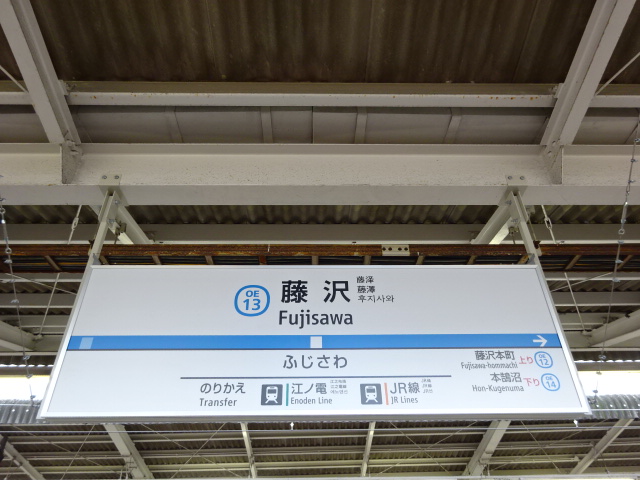 OE
13
藤沢
藤泽
藤澤
후지사와
Fujisawa
ふじさわ
のりかえ
Transfer
江ノ電
Enoden Line
JR線
JR Lines
藤沢本町 上り
Fujisawa-hommachi
OE
12
本鵠沼 下り
Hon-Kugenuma
OE
14